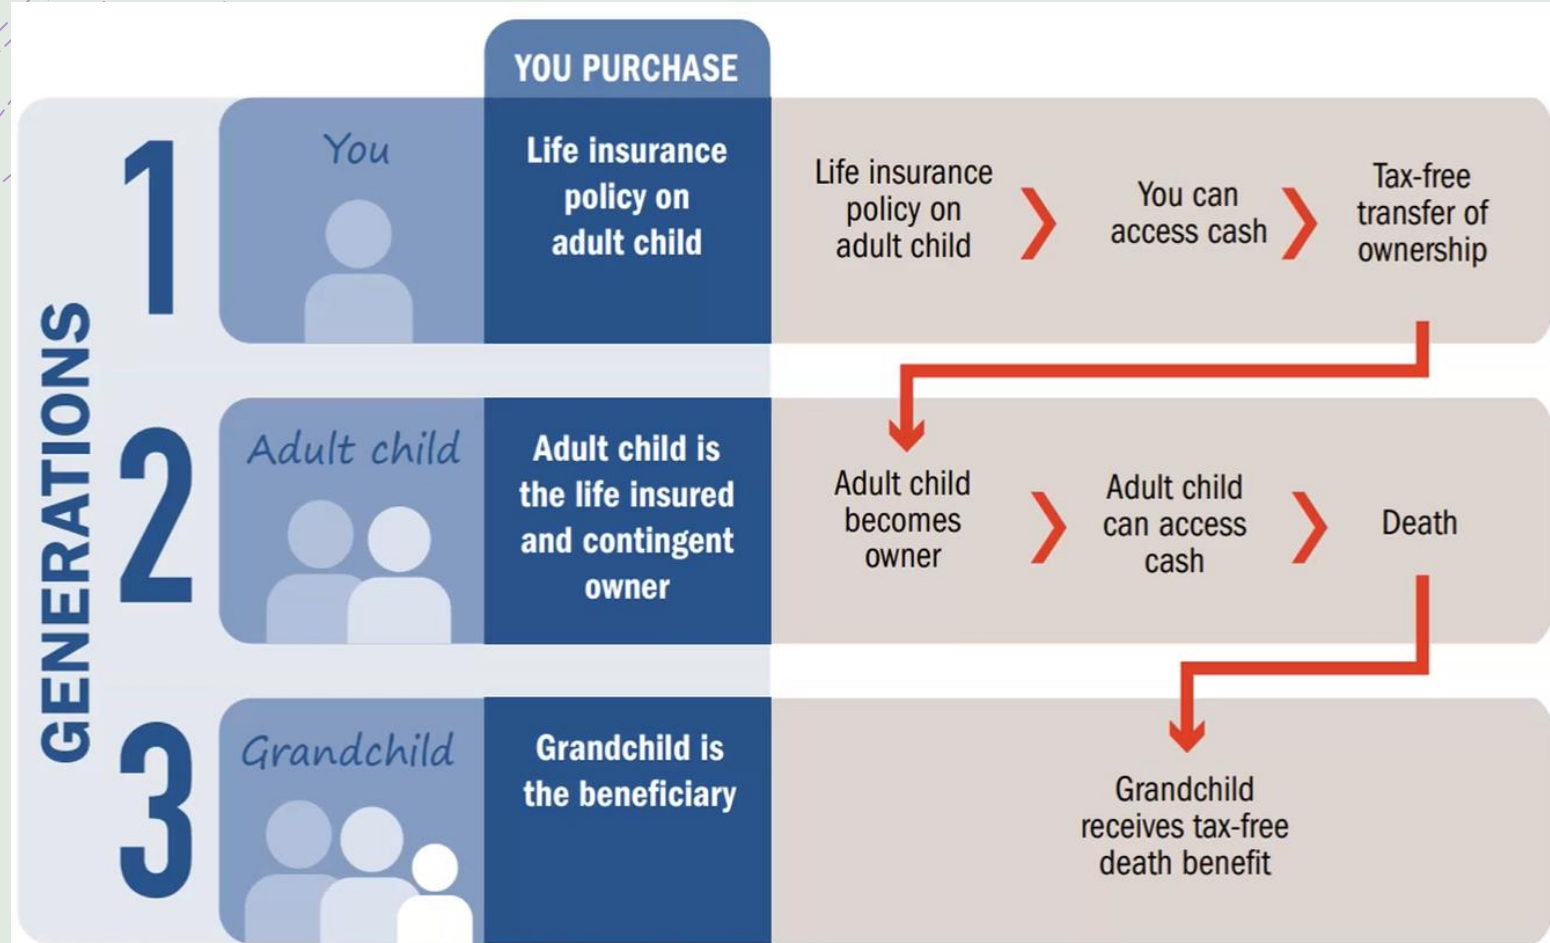 YOU PURCHASE
GENERATIONS
1
You
Life insurance
policy on
adult child
Life insurance
policy on
adult child
You can
access cash
Tax-free
transfer of
ownership
2
Adult child
Adult child is
the life insured
and contingent
owner
Adult child
becomes
owner
Adult child
can access
cash
Death
3
Grandchild
Grandchild is
the beneficiary
Grandchild
receives tax-free
death benefit